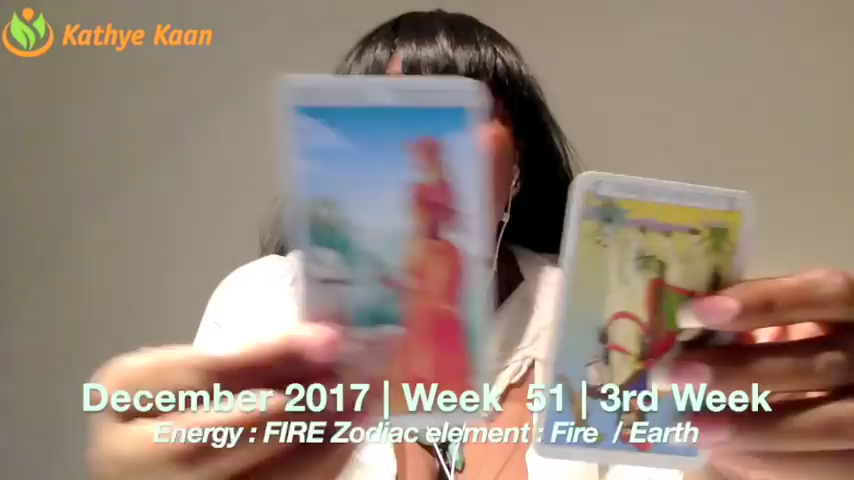 Kathye Kaan
December 2017 | Week 51 | 3rd Week
Energy : FIRE Zodiac element : Fire / Earth